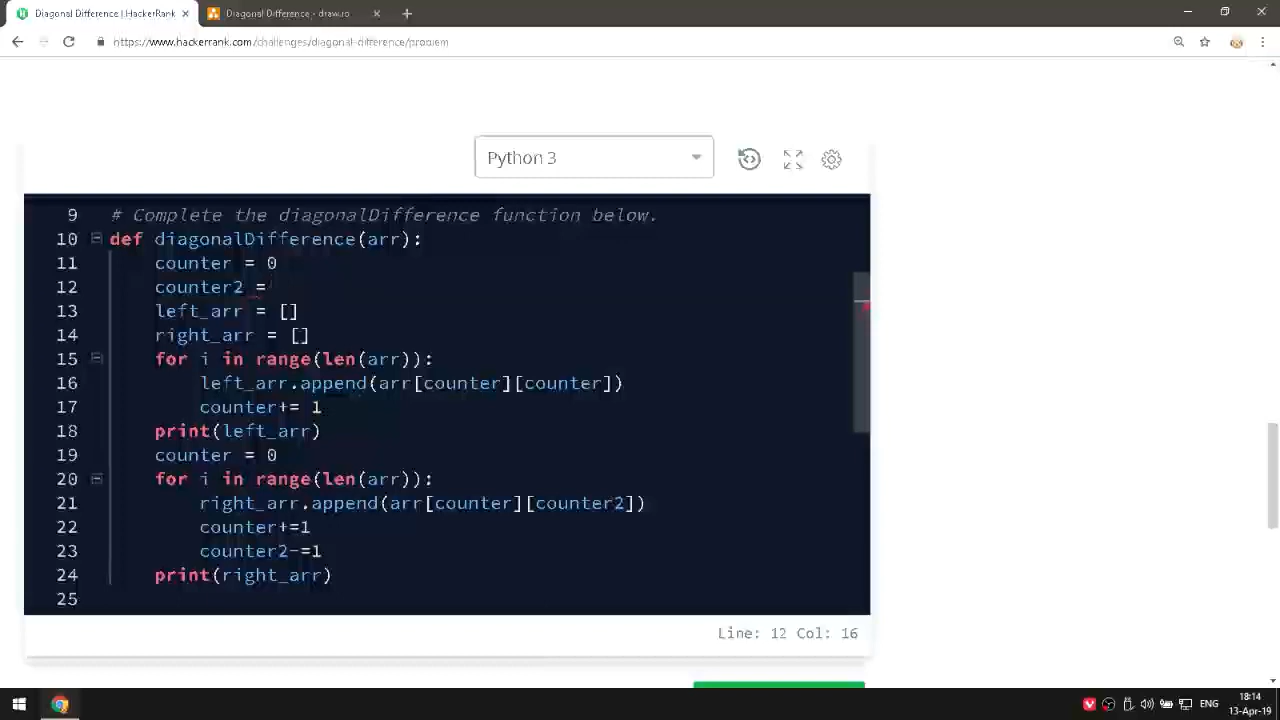 Diagonal Difference | HackerRank
Diagonal Difference - draw.io
https://www.hackerrank.com/challenges/diagonal-difference/problem
Python 3
9 # Complete the diagonalDifference function below.
10 def diagonalDifference(arr):
11 counter = 0
12 counter2 =
13 left_arr = []
14 right_arr = []
15 for i in range(len(arr)):
16 left_arr.append(arr[counter][counter])
17 counter+= 1
18 print(left_arr)
19 counter = 0
20 for i in range(len(arr)):
21 right_arr.append(arr[counter][counter2])
22 counter+=1
23 counter2-=1
24 print(right_arr)
25
Line: 12 Col: 16
ENG
18:14
13-Apr-19